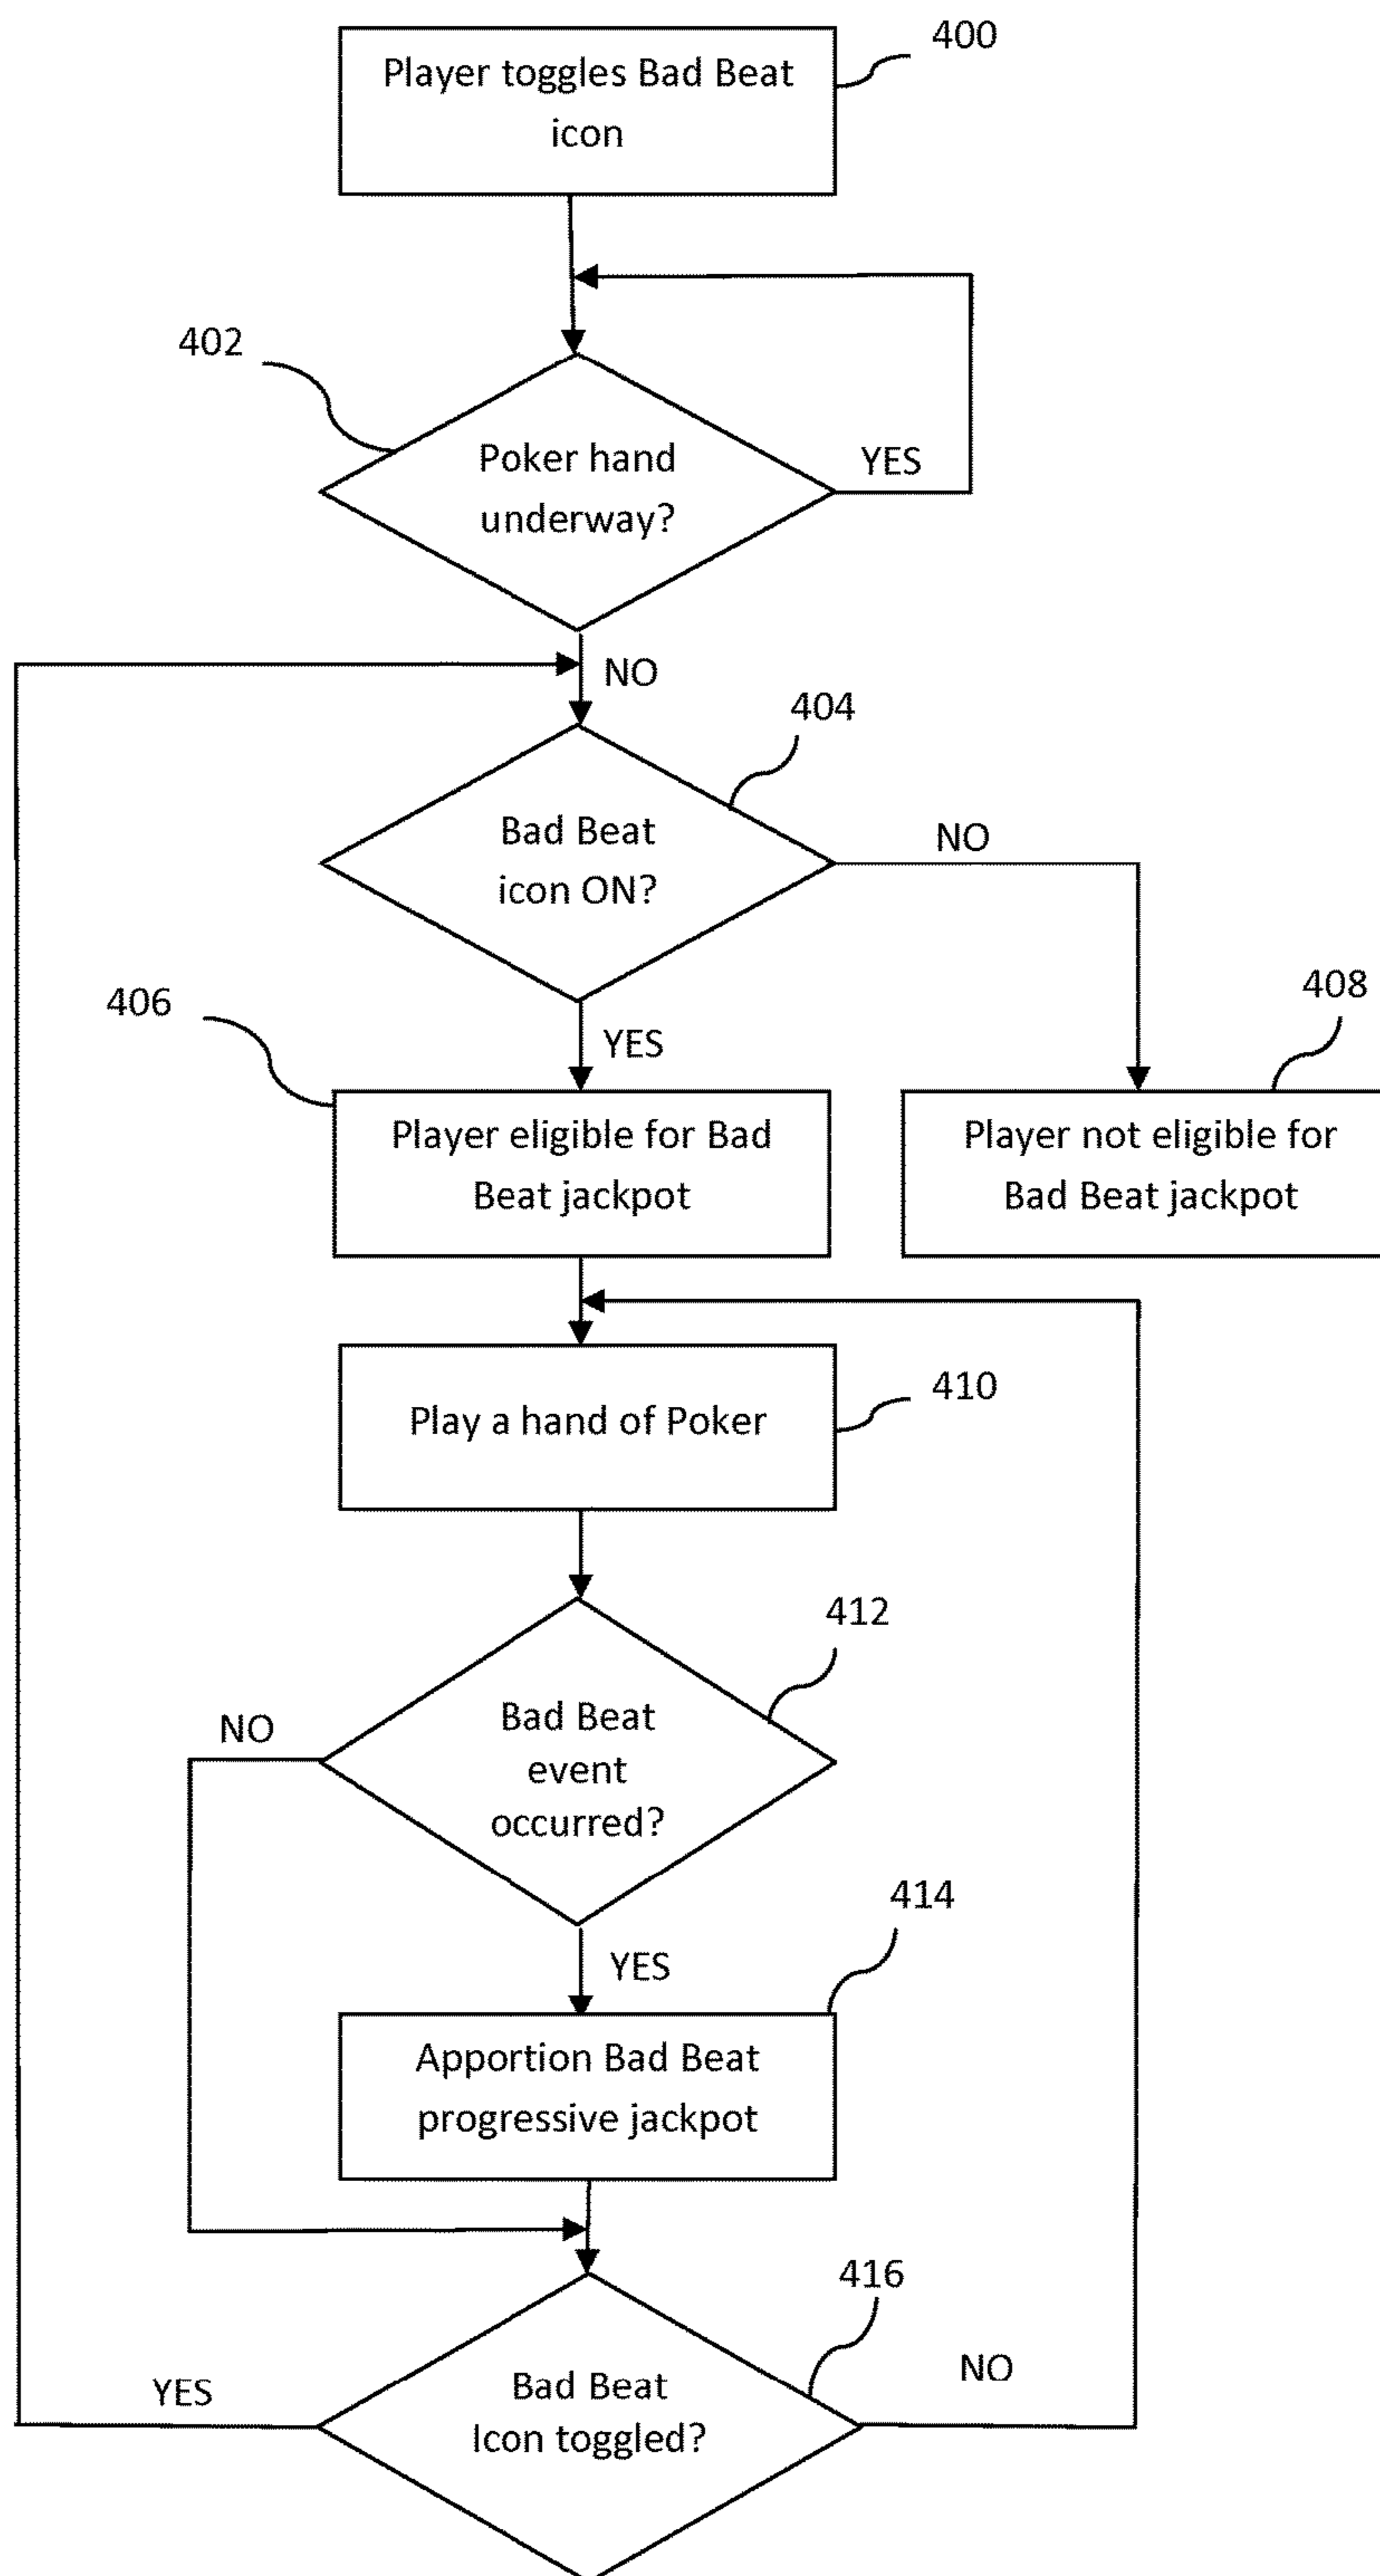 400
Player toggles Bad Beat
icon
402
Poker hand
underway?
YES
NO
404
Bad Beat
icon ON?
NO
406
YES
408
Player eligible for Bad
Beat jackpot
Player not eligible for
Bad Beat jackpot
410
Play a hand of Poker
412
Bad Beat
event
occurred?
NO
414
YES
Apportion Bad Beat
progressive jackpot
416
Bad Beat
Icon toggled?
YES
NO